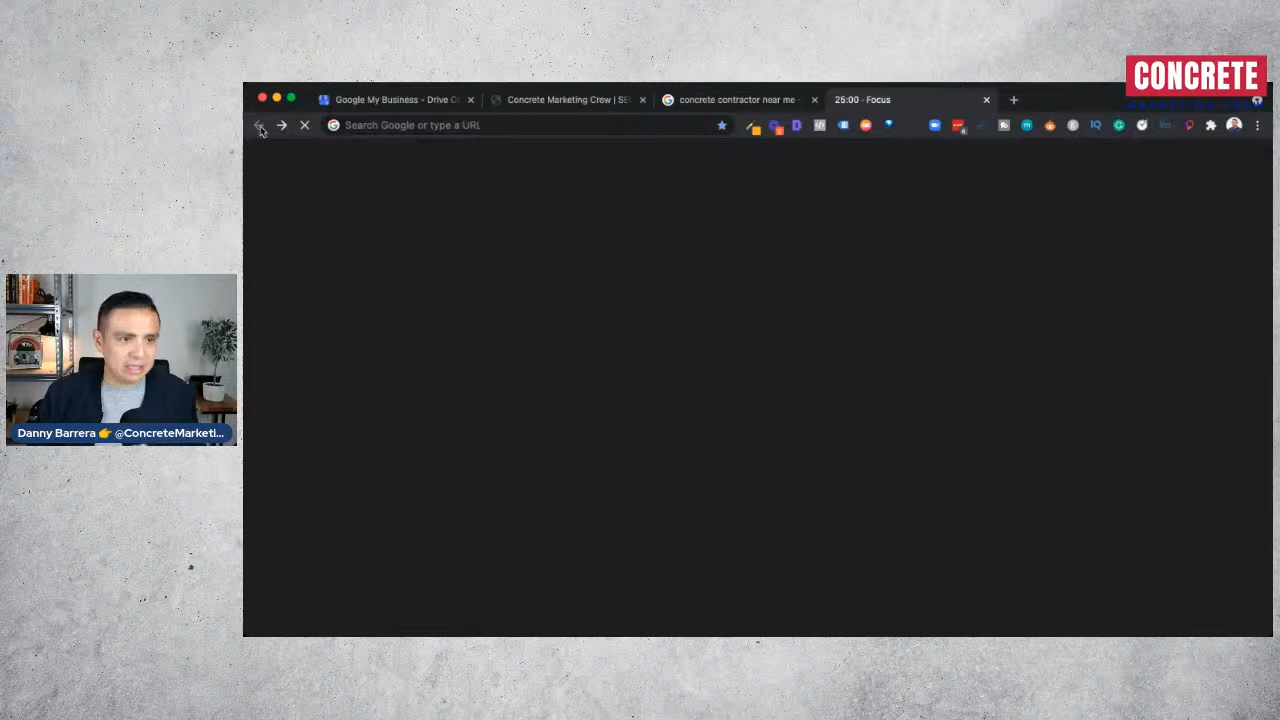 CONCRETE
Google My Business - Drive C
Concrete Marketing Crew | SE
concrete contractor near me -
25:00 - Focus
Search Google or type a URL
Danny Barrera 👉 @ConcreteMarketi...